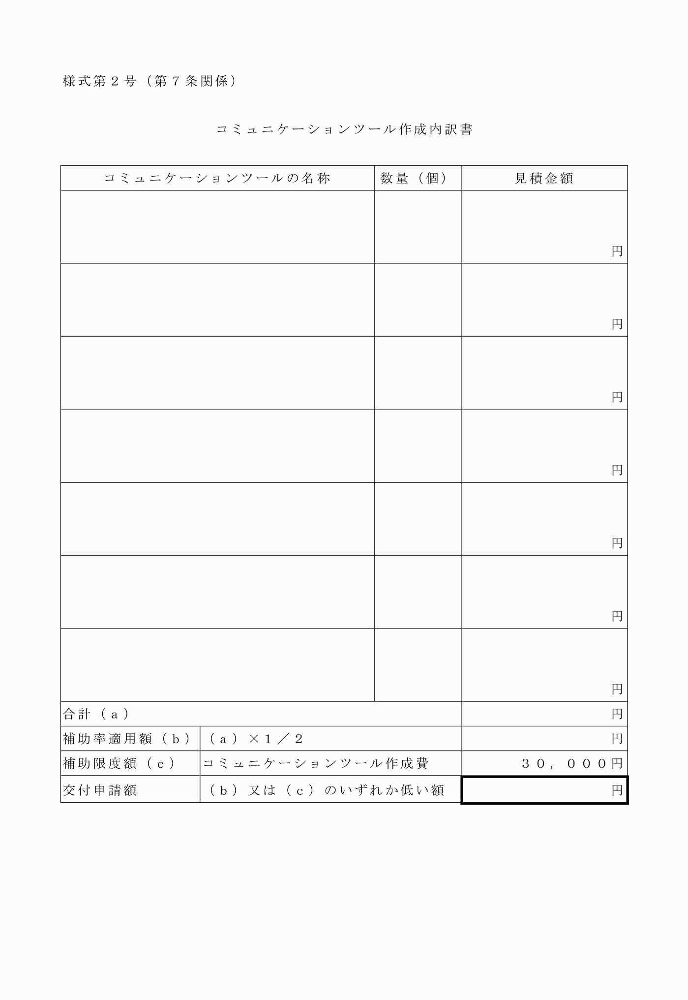 様式第２号（第７条関係）
コミュニケーションツール作成内訳書
コミュニケーションツールの名称 数量（個） 見積金額
円
円
円
円
円
円
円
合計（a） 円
補助率適用額（b） （a）×１／２ 円
補助限度額（c） コミュニケーションツール作成費 ３０，０００円
交付申請額 （b）又は（c）のいずれか低い額 円